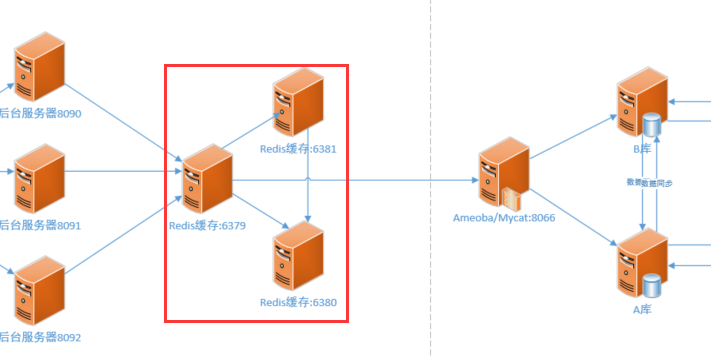 后台服务器8090
后台服务器8091
后台服务器8092
Redis缓存:6381
Redis缓存:6379
Redis缓存:6380
Ameoba/Mycat:8066
B库
数据同步
A库